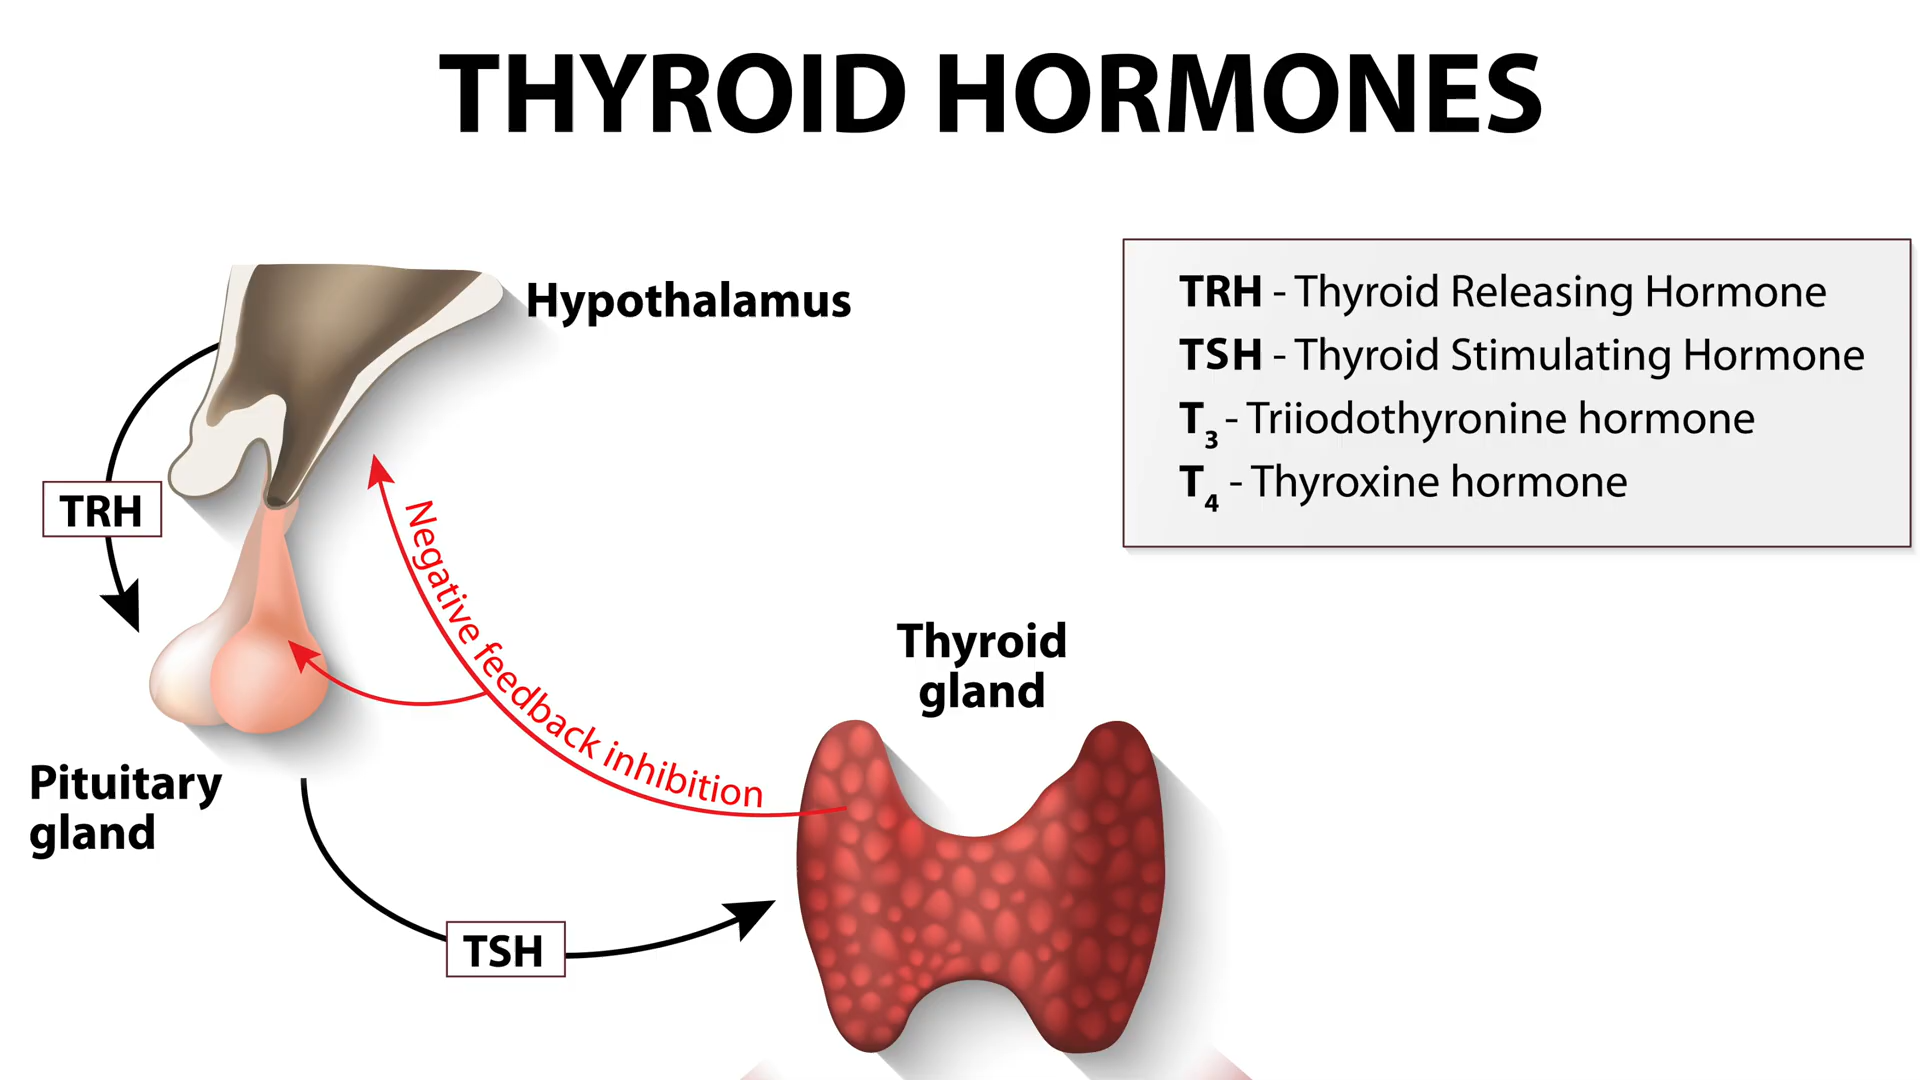 THYROID HORMONES
Hypothalamus
TRH - Thyroid Releasing Hormone
TSH - Thyroid Stimulating Hormone
T₃ - Triiodothyronine hormone
T₄ - Thyroxine hormone
TRH
Negative feedback inhibition
Thyroid
gland
Pituitary
gland
TSH